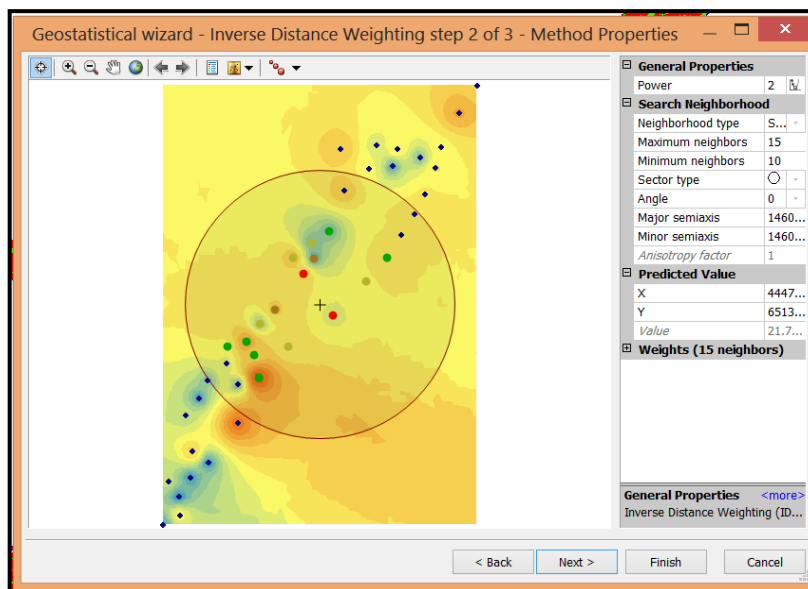 Geostatistical wizard - Inverse Distance Weighting step 2 of 3 - Method Properties
General Properties
Power 2
Search Neighborhood
Neighborhood type S...
Maximum neighbors 15
Minimum neighbors 10
Sector type
Angle 0
Major semiaxis 1460...
Minor semiaxis 1460...
Anisotropy factor 1
Predicted Value
X 4447...
Y 6513...
Value 21.7...
Weights (15 neighbors)
General Properties <more>
Inverse Distance Weighting (ID...
< Back Next > Finish Cancel